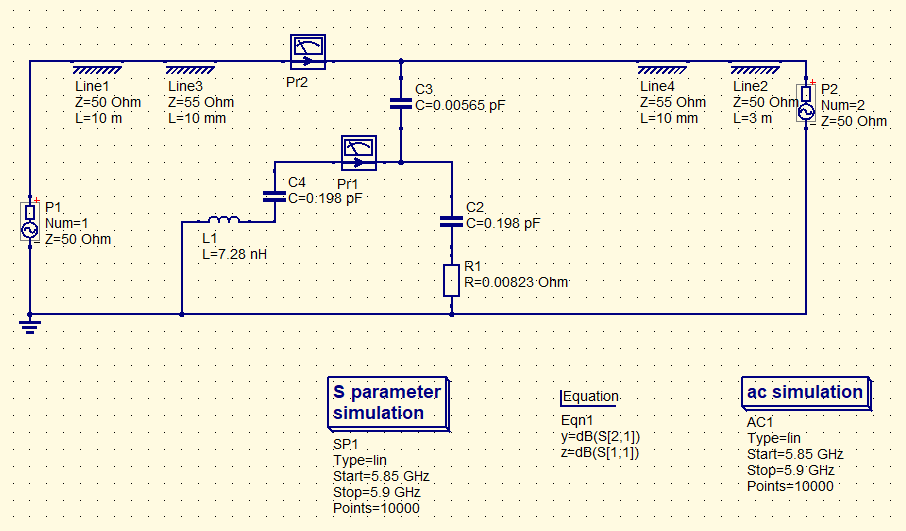 Pr2
Line1
Z=50 Ohm
L=10 m
Line3
Z=55 Ohm
L=10 mm
C3
C=0.00565 pF
Line4
Z=55 Ohm
L=10 mm
Line2
Z=50 Ohm
L=3 m
P2
Num=2
Z=50 Ohm
Pr1
C4
C=0.198 pF
P1
Num=1
Z=50 Ohm
L1
L=7.28 nH
C2
C=0.198 pF
R1
R=0.00823 Ohm
S parameter
simulation
SP1
Type=lin
Start=5.85 GHz
Stop=5.9 GHz
Points=10000
Equation
Eqn1
y=dB(S[2,1])
z=dB(S[1,1])
ac simulation
AC1
Type=lin
Start=5.85 GHz
Stop=5.9 GHz
Points=10000